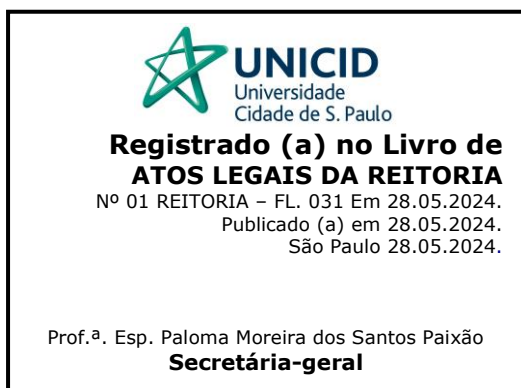 UNICID
Universidade
Cidade de S. Paulo
Registrado (a) no Livro de
ATOS LEGAIS DA REITORIA
Nº 01 REITORIA – FL. 031 Em 28.05.2024.
Publicado (a) em 28.05.2024.
São Paulo 28.05.2024.
Prof.ª. Esp. Paloma Moreira dos Santos Paixão
Secretária-geral